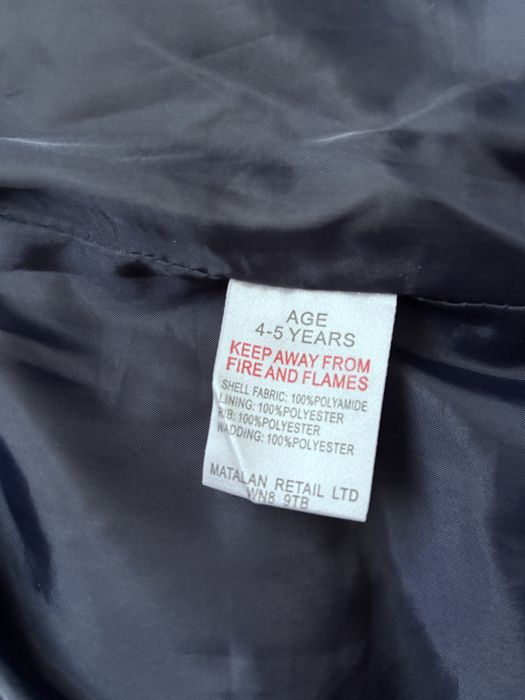 AGE
4-5 YEARS
KEEP AWAY FROM
FIRE AND FLAMES
SHELL FABRIC: 100%POLYAMIDE
LINING: 100%POLYESTER
RIB: 100%POLYESTER
WADDING: 100%POLYESTER
MATALAN RETAIL LTD
WN8 9TB